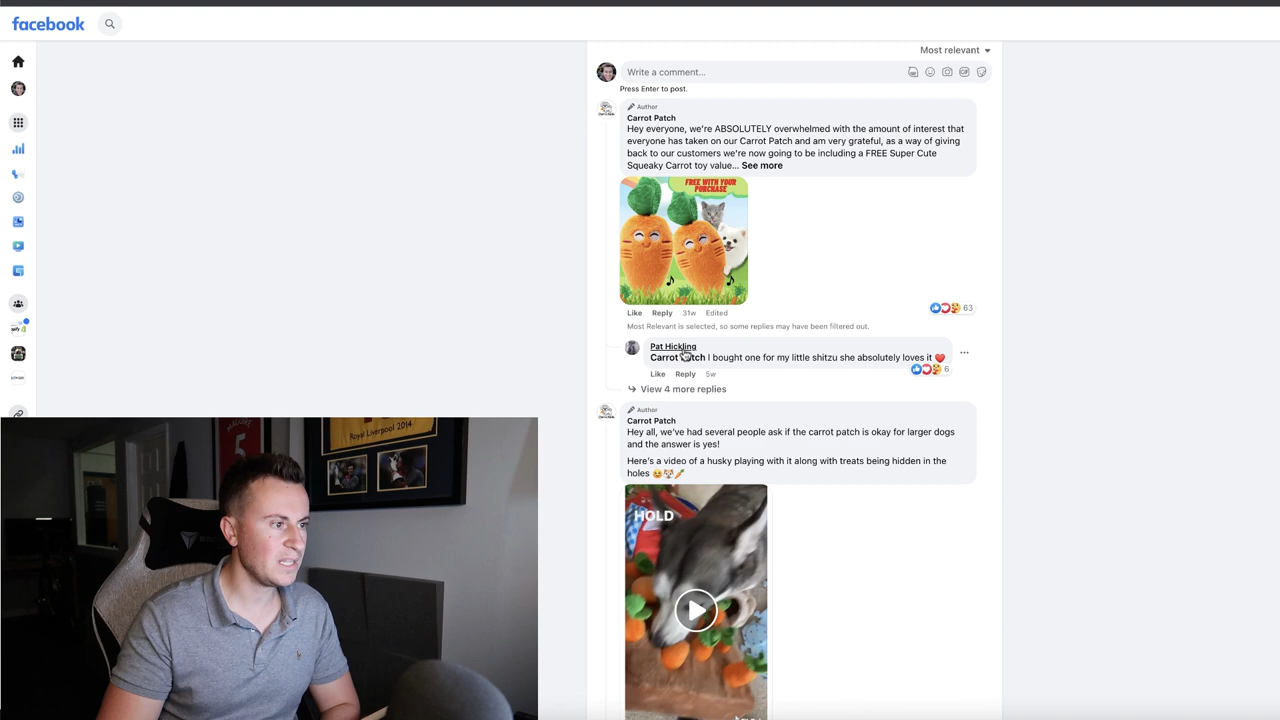 facebook
Most relevant
Write a comment...
Press Enter to post.
Author
Carrot Patch
Hey everyone, we're ABSOLUTELY overwhelmed with the amount of interest that
everyone has taken on our Carrot Patch and am very grateful, as a way of giving
back to our customers we're now going to be including a FREE Super Cute
Squeaky Carrot toy value... See more
FREE WITH YOUR
PURCHASE
Like Reply 31w Edited
63
Most Relevant is selected, so some replies may have been filtered out.
Pat Hickling
Carrot Patch I bought one for my little shitzu she absolutely loves it ❤️
6
Like Reply 5w
View 4 more replies
Author
Carrot Patch
Hey all, we've had several people ask if the carrot patch is okay for larger dogs
and the answer is yes!
Here's a video of a husky playing with it along with treats being hidden in the
holes
HOLD
Royal Liverpool 2014
MAGUIRE
5